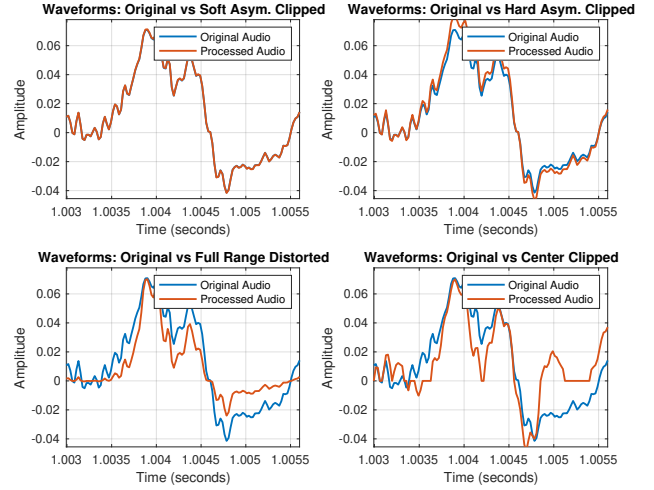 Waveforms: Original vs Soft Asym. Clipped
Original Audio
Processed Audio
Amplitude
0.06
0.04
0.02
0
-0.02
-0.04
1.003 1.0035 1.004 1.0045 1.005 1.0055
Time (seconds)
Waveforms: Original vs Hard Asym. Clipped
Original Audio
Processed Audio
Amplitude
0.06
0.04
0.02
0
-0.02
-0.04
1.003 1.0035 1.004 1.0045 1.005 1.0055
Time (seconds)
Waveforms: Original vs Full Range Distorted
Original Audio
Processed Audio
Amplitude
0.06
0.04
0.02
0
-0.02
-0.04
1.003 1.0035 1.004 1.0045 1.005 1.0055
Time (seconds)
Waveforms: Original vs Center Clipped
Original Audio
Processed Audio
Amplitude
0.06
0.04
0.02
0
-0.02
-0.04
1.003 1.0035 1.004 1.0045 1.005 1.0055
Time (seconds)